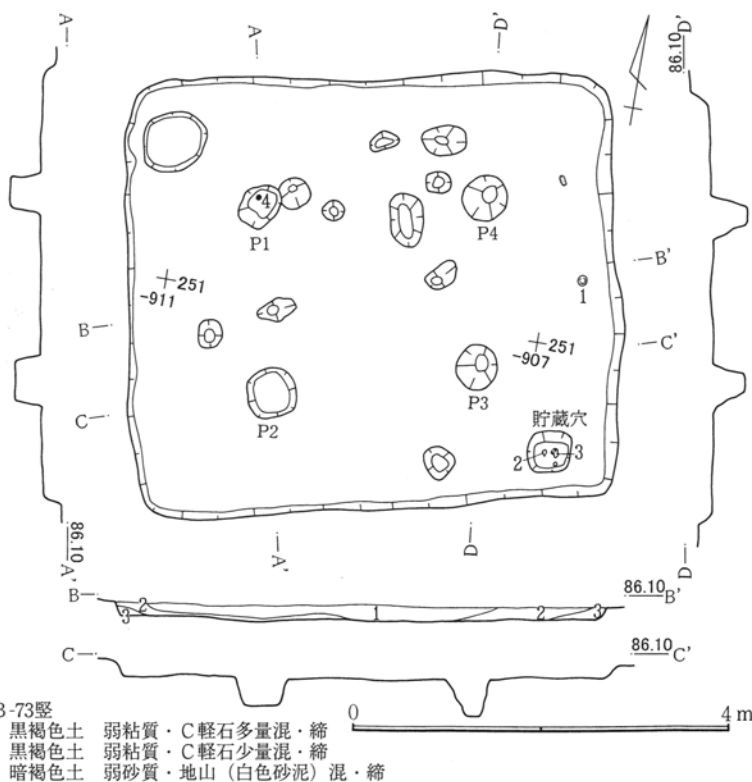 A—
A
D'
86.10 D'
4
P1
P4
B'
1
251
-911
B
251
-907
C'
C
P2
P3
貯蔵穴
2
3
86.10 A'
A'
D
D
B—
2
3
1
2
3
86.10 B'
C—
86.10 C'
-73竪
0
4 m
黒褐色土 弱粘質・C軽石多量混・締
黒褐色土 弱粘質・C軽石少量混・締
暗褐色土 弱砂質・地山（白色砂泥）混・締